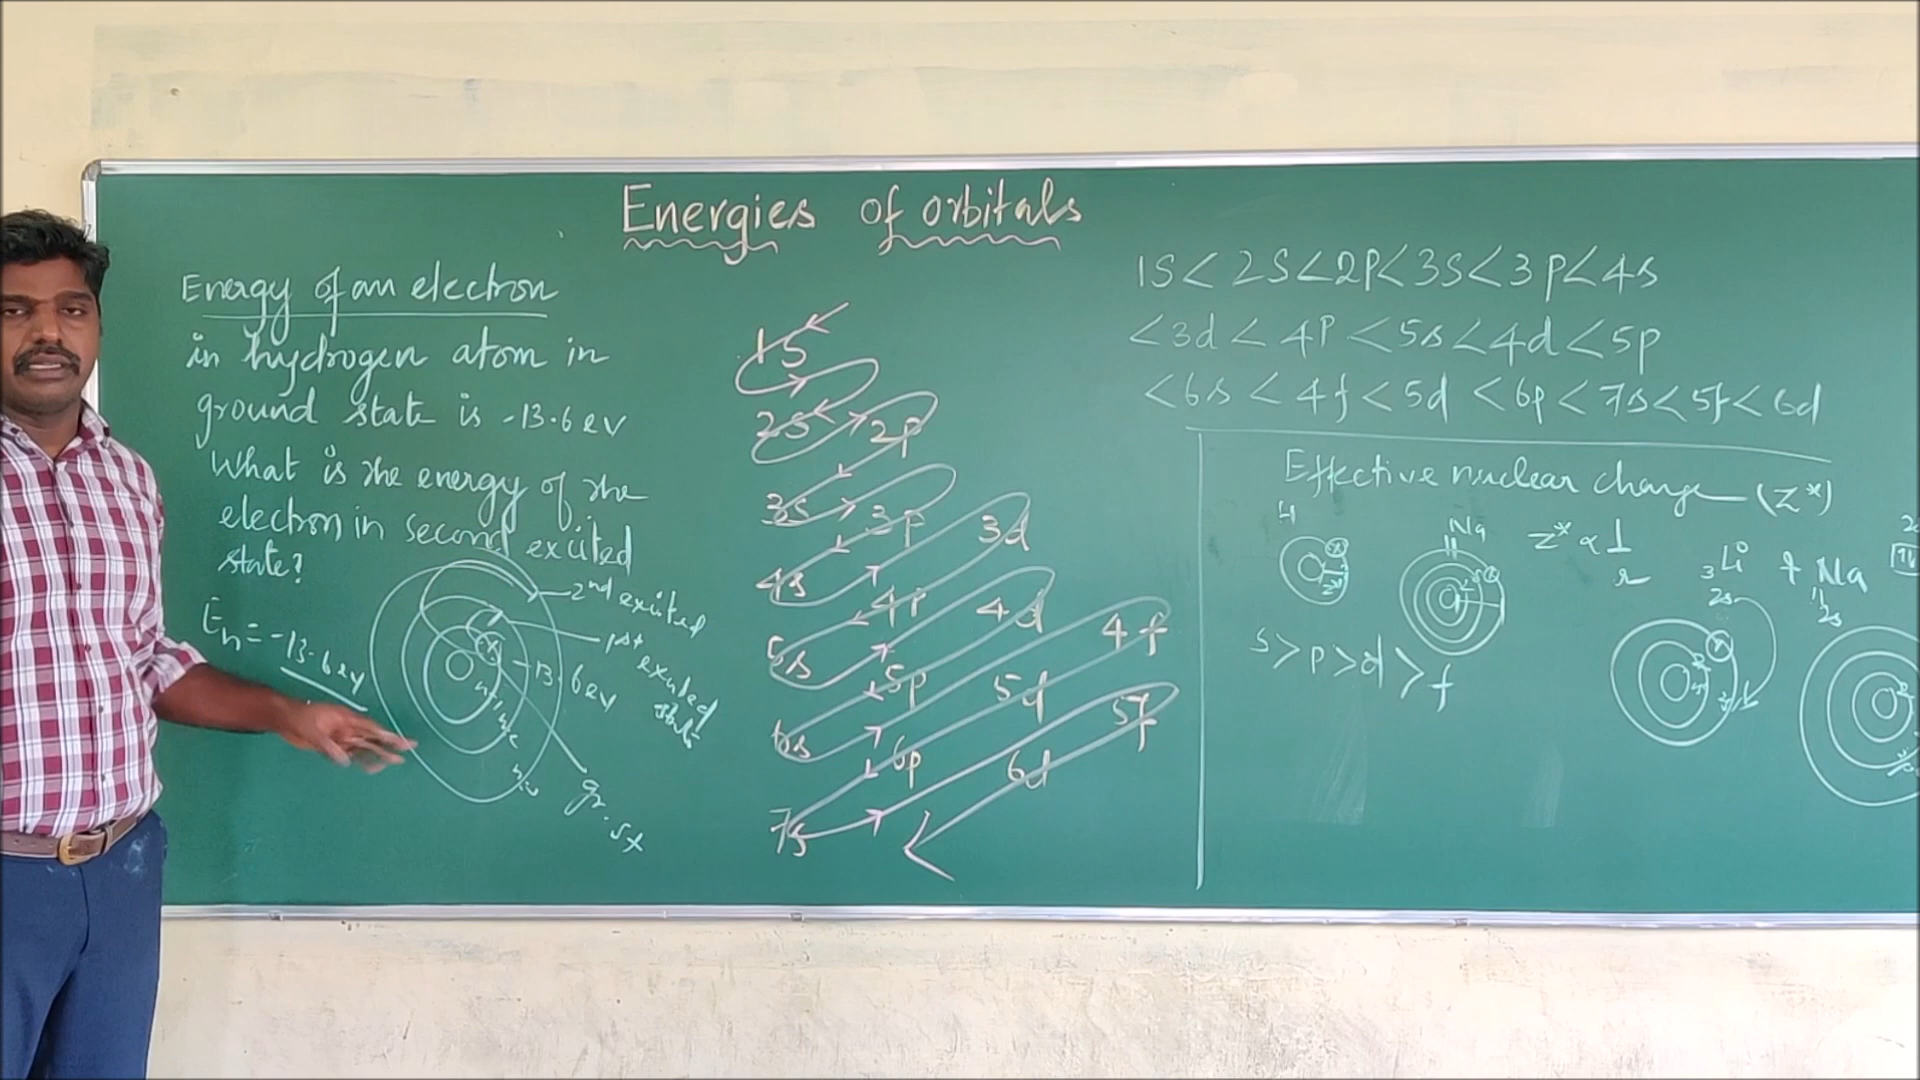 Energies of orbitals
Energy of an electron
in hydrogen atom in
ground state is -13.6 ev
What is the energy of the
electron in second excited
state?
En = -13.6 ev
2nd excited
1st excited
state
-13.6 ev
gr. st
1s
2s 2p
3s 3p 3d
4s 4p 4d 4f
5s 5p 5d 5f
6s 6p 6d
7s
1s < 2s < 2p < 3s < 3p < 4s
< 3d < 4p < 5s < 4d < 5p
< 6s < 4f < 5d < 6p < 7s < 5f < 6d
Effective nuclear charge (Z*)
H
Na
Z* ∝ 1
r
s > p > d > f
3Li
2s
Na